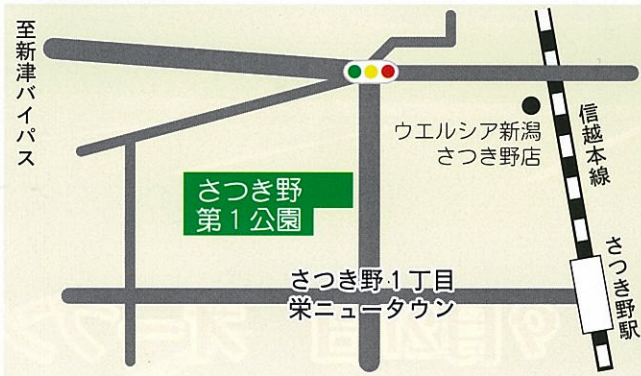 至新津バイパス
ウエルシア新潟
さつき野店
信越本線
さつき野
第1公園
さつき野駅
さつき野1丁目
栄ニュータウン